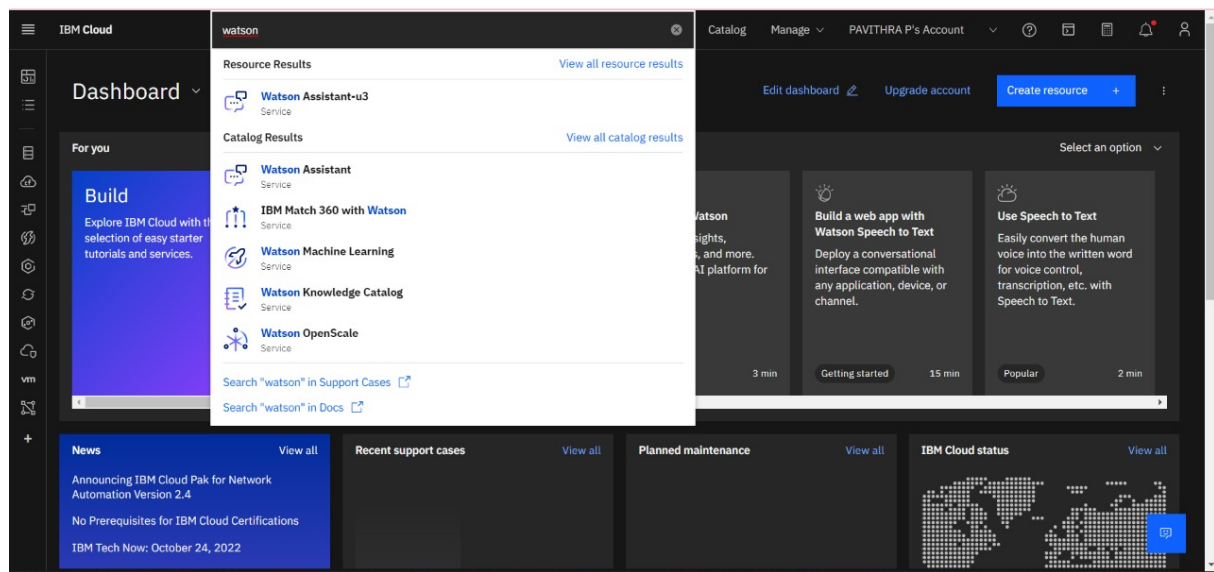 IBM Cloud
watson
Catalog
Manage
PAVITHRA P's Account
Dashboard
Edit dashboard
Upgrade account
Create resource +
Resource Results
View all resource results
Watson Assistant-u3
Service
Catalog Results
View all catalog results
Watson Assistant
Service
IBM Match 360 with Watson
Service
Watson Machine Learning
Service
Watson Knowledge Catalog
Service
Watson OpenScale
Service
Search "watson" in Support Cases
Search "watson" in Docs
For you
Select an option
Build
Explore IBM Cloud with
selection of easy starter
tutorials and services.
and more.
AI platform for
3 min
Build a web app with
Watson Speech to Text
Deploy a conversational
interface compatible with
any application, device, or
channel.
Getting started
15 min
Use Speech to Text
Easily convert the human
voice into the written word
for voice control,
transcription, etc. with
Speech to Text.
Popular
2 min
vm
+
News
View all
Announcing IBM Cloud Pak for Network
Automation Version 2.4
No Prerequisites for IBM Cloud Certifications
IBM Tech Now: October 24, 2022
Recent support cases
View all
Planned maintenance
View all
IBM Cloud status
View all